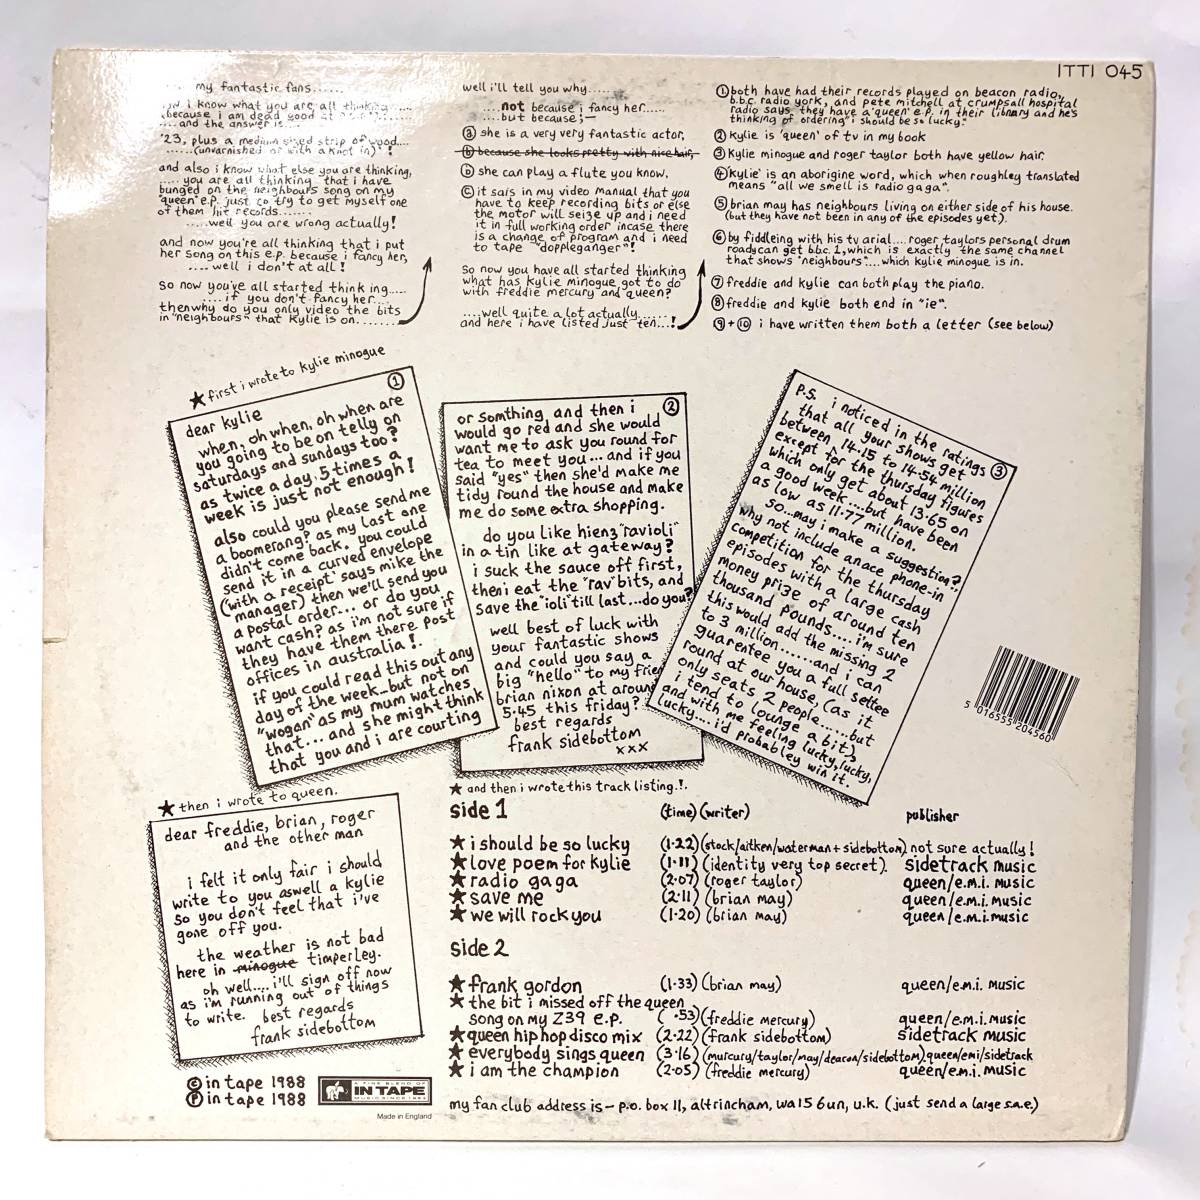 my fantastic fans......
i know what you are all thinking.....
(because i am dead good at
....and the answer is....
'23, plus a medium sized strip of wood....
......(unvarnished or with a knot in)'!
and also i know what else you are thinking,
..... you are all thinking that i have
bunged on the neighbours song on my
'queen' e.p. just to try to get myself one
of them hit records.......
.....well you are wrong actually!
and now you're all thinking that i put
her song on this e.p. because i fancy her,
.... well i don't at all!
so now you've all started think ing.....
.... if you don't fancy her...
then why do you only video the bits
in "neighbours" that kylie is on........
well i'll tell you why.....
....not because i fancy her.....
....but because;—
ⓐ she is a very very fantastic actor,
ⓑ because she looks pretty with nice hair,
ⓑ she can play a flute you know.
ⓒ it sais in my video manual that you
have to keep recording bits or else
the motor will seize up and i need
it in full working order incase there
is a change of program and i need
to tape "doppleganger"!
so now you have all started thinking
what has kylie minogue got to do
with freddie mercury and queen?
....well quite a lot actually......
and here i have listed just ten...!
ITTI 045
① both have had their records played on beacon radio,
b.b.c. radio york, and pete mitchell at crumpsall hospital
radio says they have a 'queen' e.p. in their library and he's
thinking of ordering 'i should be so lucky.'
② kylie is 'queen' of tv in my book
③ Kylie minogue and roger taylor both have yellow hair.
④ 'kylie' is an aborigine word, which when roughley translated
means "all we smell is radio gaga".
⑤ brian may has neighbours living on either side of his house.
(but they have not been in any of the episodes yet).
⑥ by fiddleing with his tv arial....roger taylors personal drum
roady can get b.b.c.1, which is exactly the same channel
that shows 'neighbours'....which kylie minogue is in.
⑦ freddie and kylie can both play the piano.
⑧ freddie and kylie both end in "ie".
⑨+⑩ i have written them both a letter (see below)
★ first i wrote to kylie minogue
①
dear kylie
when, oh when, oh when are
you going to be on telly on
saturdays and sundays too?
as twice a day, 5 times a
week is just not enough!
also could you please send me
a boomerang? as my last one
didn't come back. you could
send it in a curved envelope
('with a receipt' says mike the
manager) then we'll send you
a postal order... or do you
want cash? as i'm not sure if
they have them there post
offices in australia!.
if you could read this out any
day of the week...but not on
"wogan" as my mum watches
that... and she might think
that you and i are courting
②
or somthing and then i
would go red and she would
want me to ask you round for
tea to meet you... and if you
said "yes" then she'd make me
tidy round the house and make
me do some extra shopping.
do you like hienz "ravioli"
in a tin like at gateway?
i suck the sauce off first,
then i eat the "rav" bits, and
save the "ioli" till last...do you?
well best of luck with
your fantastic shows
and could you say a
big "hello" to my frien
brian nixon at around
5.45 this friday?
best regards
frank sidebottom
xxx
③
p.s. i noticed in the ratings
that all your shows get
between 14.15 to 14.54 million
except for the thursday figures
which only get about 13.65 on
a good week....but have been
as low as 11.77 million.
so...may i make a suggestion?
why not include an ace phone-in
competition for the thursday
episodes with a large cash
money prize of around ten
thousand pounds.... i'm sure
this would add the missing 2
to 3 million......and i can
guarentee you a full settee
round at our house, (as it
only seats 2 people......but
i tend to lounge a bit),
and with me feeling lucky, lucky,
lucky.... i'd probabley win it.
5 016555 204560
★ then i wrote to queen.
dear freddie, brian, roger
and the other man
i felt it only fair i should
write to you aswell a kylie
so you don't feel that i've
gone off you.
the weather is not bad
here in minogue timperley.
oh well.... i'll sign off now
as i'm running out of things
to write. best regards
frank sidebottom
★ and then i wrote this track listing.!.
side 1 (time) (writer) publisher
★ i should be so lucky (1·22) (stock/aitken/waterman + sidebottom) not sure actually!
★ love poem for kylie (1·11) (identity very top secret). sidetrack music
★ radio ga ga (2·07) (roger taylor) queen/e.m.i. music
★ save me (2·11) (brian may) queen/e.m.i. music
★ we will rock you (1·20) (brian may) queen/e.m.i. music
side 2
★ frank gordon (1·33) (brian may) queen/e.m.i. music
★ the bit i missed off the queen
song on my Z39 e.p. ( ·53) (freddie mercury) queen/e.m.i. music
★ queen hip hop disco mix (2·22) (frank sidebottom) sidetrack music
★ everybody sings queen (3·16) (murcury/taylor/may/deacon/sidebottom) queen/emi/sidetrack
★ i am the champion (2·05) (freddie mercury) queen/e.m.i. music
© in tape 1988
℗ in tape 1988
A FINE BLEND OF
IN TAPE
MUSIC SINCE 1983
Made in England
my fan club address is — p.o. box 11, altrincham, wa15 6un, u.k. (just send a large s.a.e.)